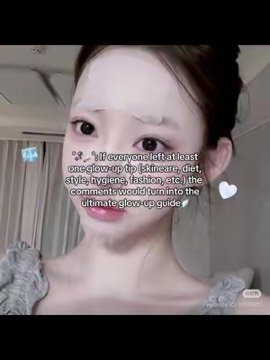 °: If everyone left at least
one glow-up tip (skincare, diet,
style, hygiene, fashion, etc.) the
comments would turn into the
ultimate glow-up guide